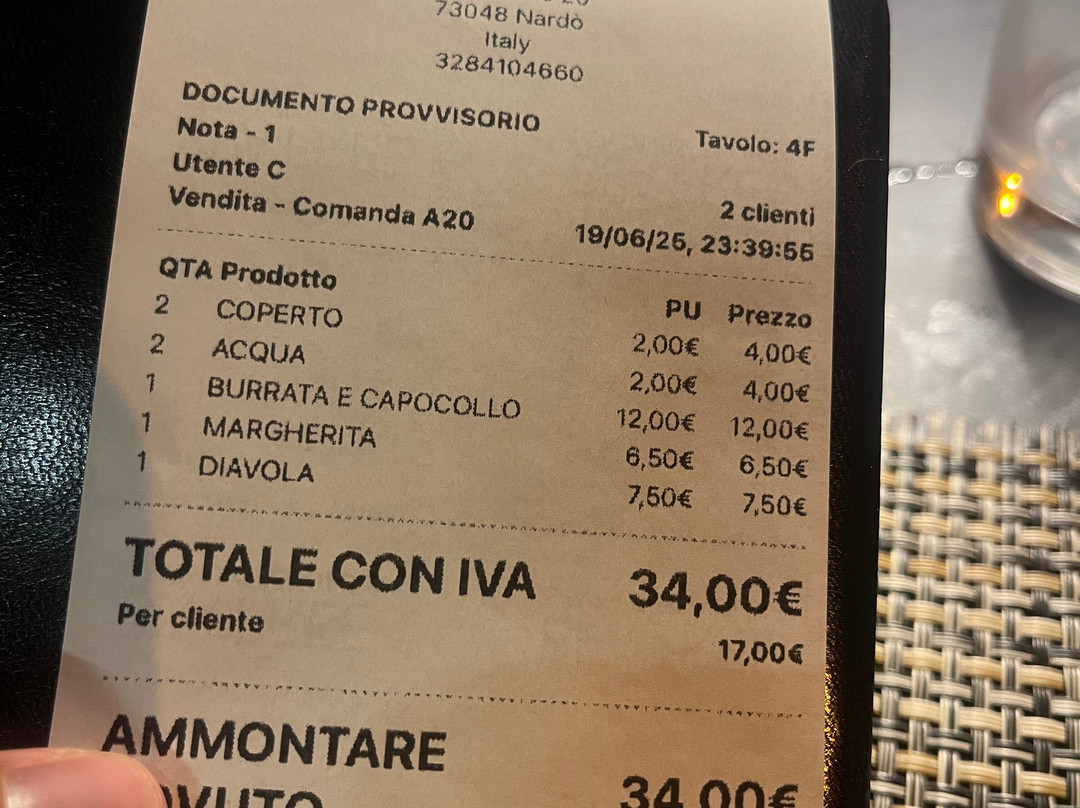 73048 Nardò
Italy
3284104660
DOCUMENTO PROVVISORIO
Nota - 1 Tavolo: 4F
Utente C
Vendita - Comanda A20 2 clienti
19/06/25, 23:39:55
QTA Prodotto PU Prezzo
2 COPERTO 2,00€ 4,00€
2 ACQUA 2,00€ 4,00€
1 BURRATA E CAPOCOLLO 12,00€ 12,00€
1 MARGHERITA 6,50€ 6,50€
1 DIAVOLA 7,50€ 7,50€
TOTALE CON IVA 34,00€
Per cliente 17,00€
AMMONTARE
34,00€